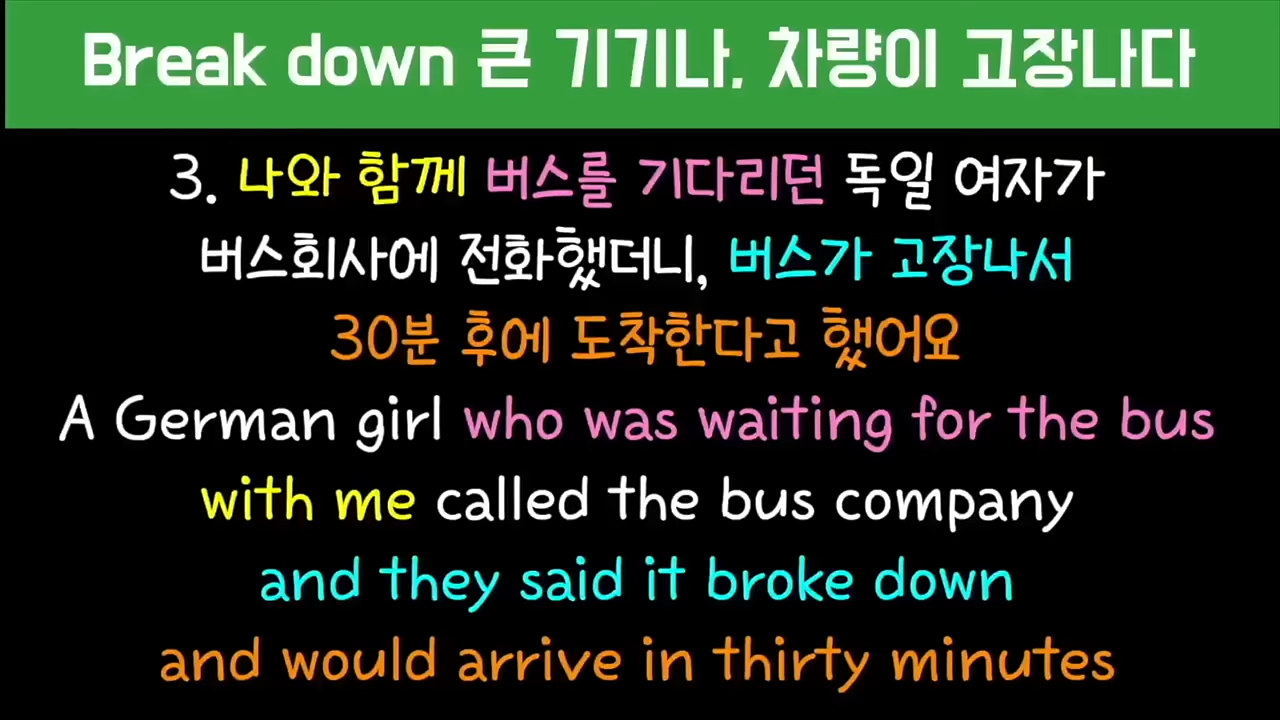 Break down 큰 기기나, 차량이 고장나다
3. 나와 함께 버스를 기다리던 독일 여자가
버스회사에 전화했더니, 버스가 고장나서
30분 후에 도착한다고 했어요
A German girl who was waiting for the bus
with me called the bus company
and they said it broke down
and would arrive in thirty minutes